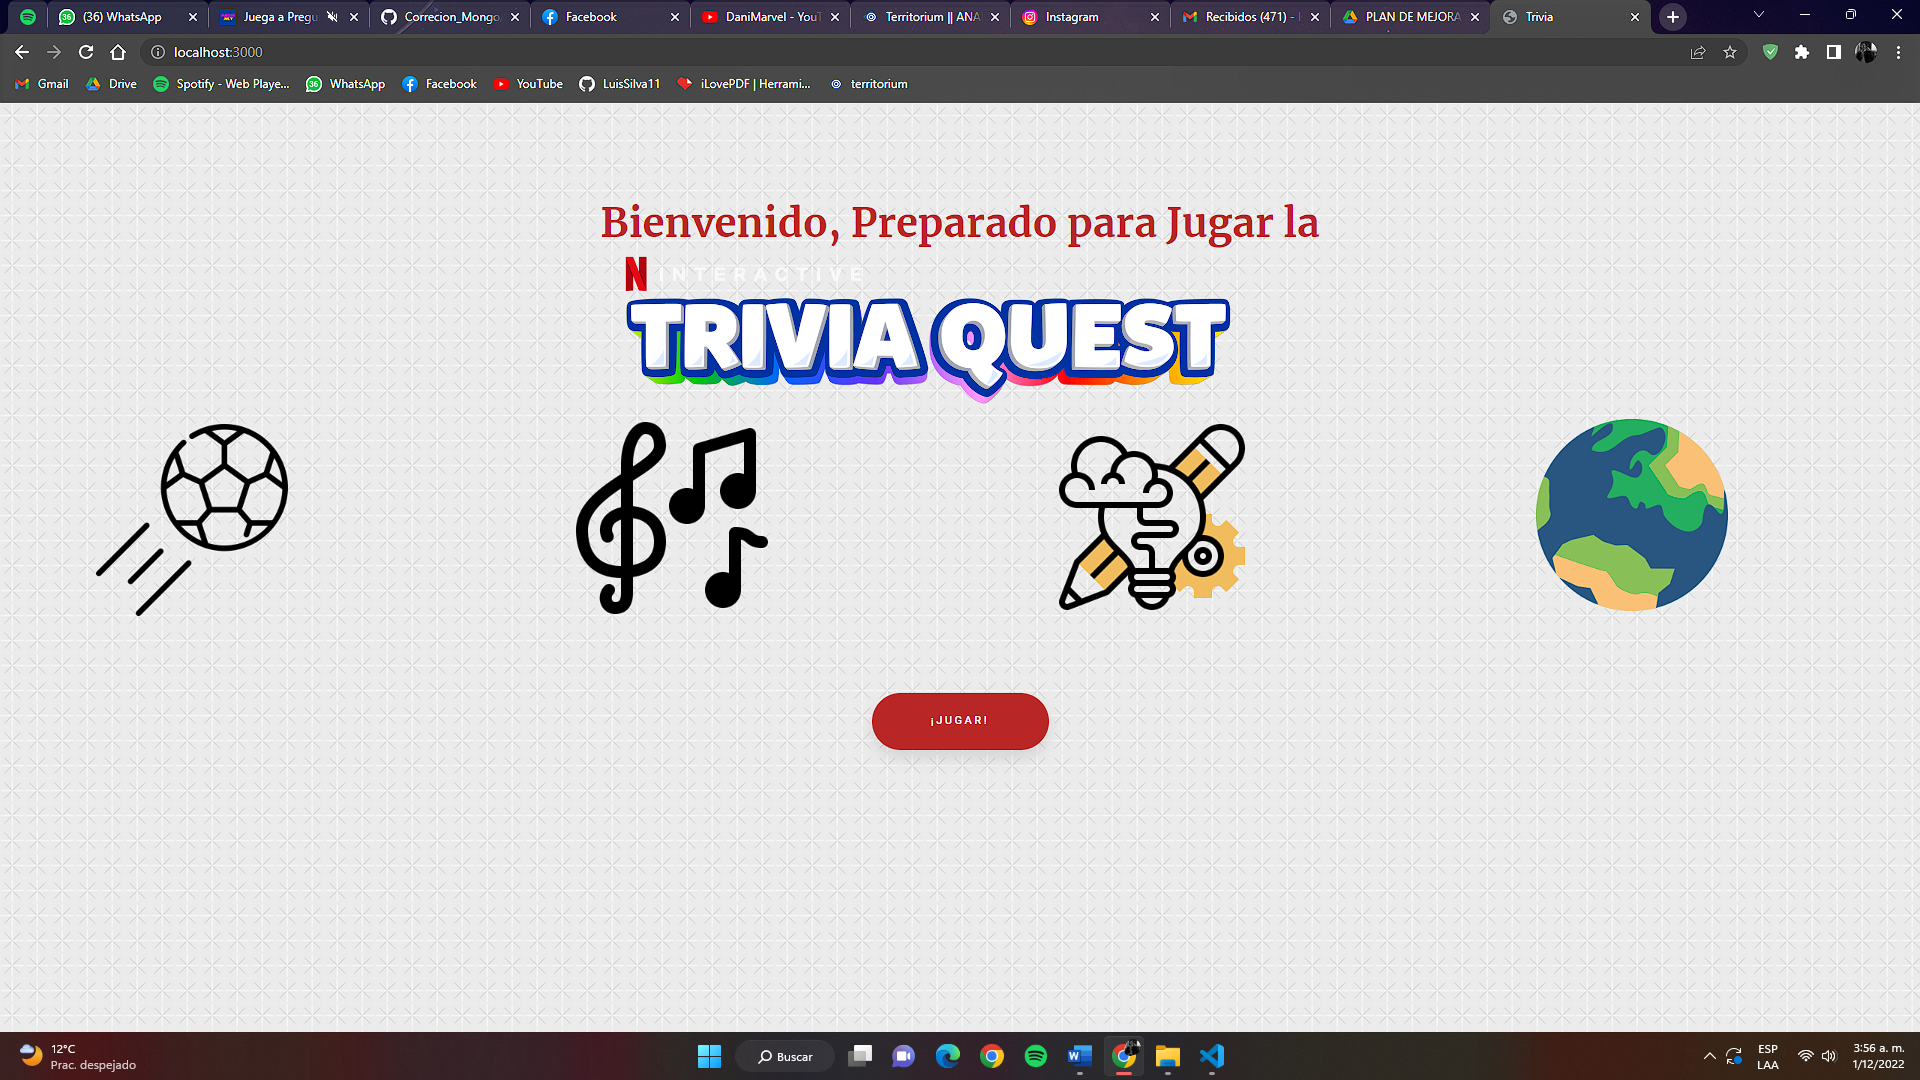 (36) WhatsApp
Juega a Pregu
Correcion_Mongo
Facebook
DaniMarvel - YouT
Territorium || ANA
Instagram
Recibidos (471) -
PLAN DE MEJORA
Trivia
localhost:3000
Gmail
Drive
Spotify - Web Playe...
WhatsApp
Facebook
YouTube
LuisSilva11
iLovePDF | Herrami...
territorium
Bienvenido, Preparado para Jugar la
N INTERACTIVE
TRIVIA QUEST
¡JUGAR!
12°C
Prac. despejado
Buscar
ESP
LAA
3:56 a. m.
1/12/2022